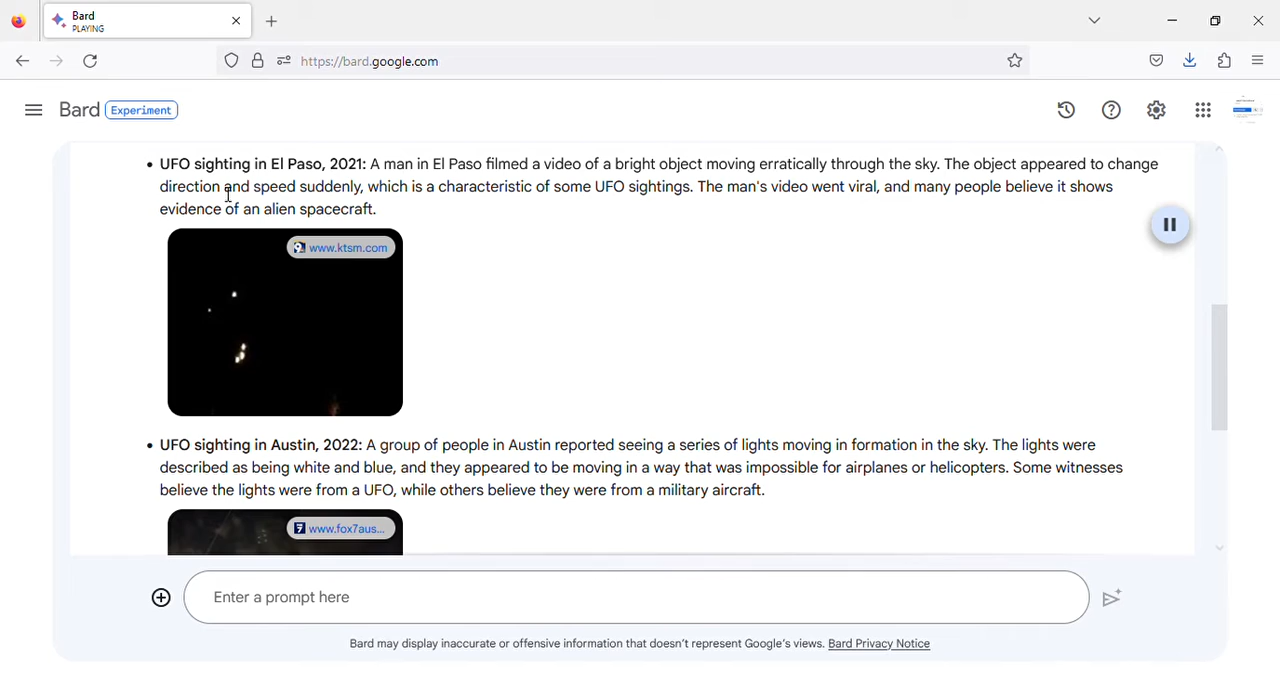 Bard
PLAYING
https://bard.google.com
Bard Experiment
• UFO sighting in El Paso, 2021: A man in El Paso filmed a video of a bright object moving erratically through the sky. The object appeared to change
direction and speed suddenly, which is a characteristic of some UFO sightings. The man's video went viral, and many people believe it shows
evidence of an alien spacecraft.
www.ktsm.com
• UFO sighting in Austin, 2022: A group of people in Austin reported seeing a series of lights moving in formation in the sky. The lights were
described as being white and blue, and they appeared to be moving in a way that was impossible for airplanes or helicopters. Some witnesses
believe the lights were from a UFO, while others believe they were from a military aircraft.
www.fox7aus...
Enter a prompt here
Bard may display inaccurate or offensive information that doesn't represent Google's views. Bard Privacy Notice